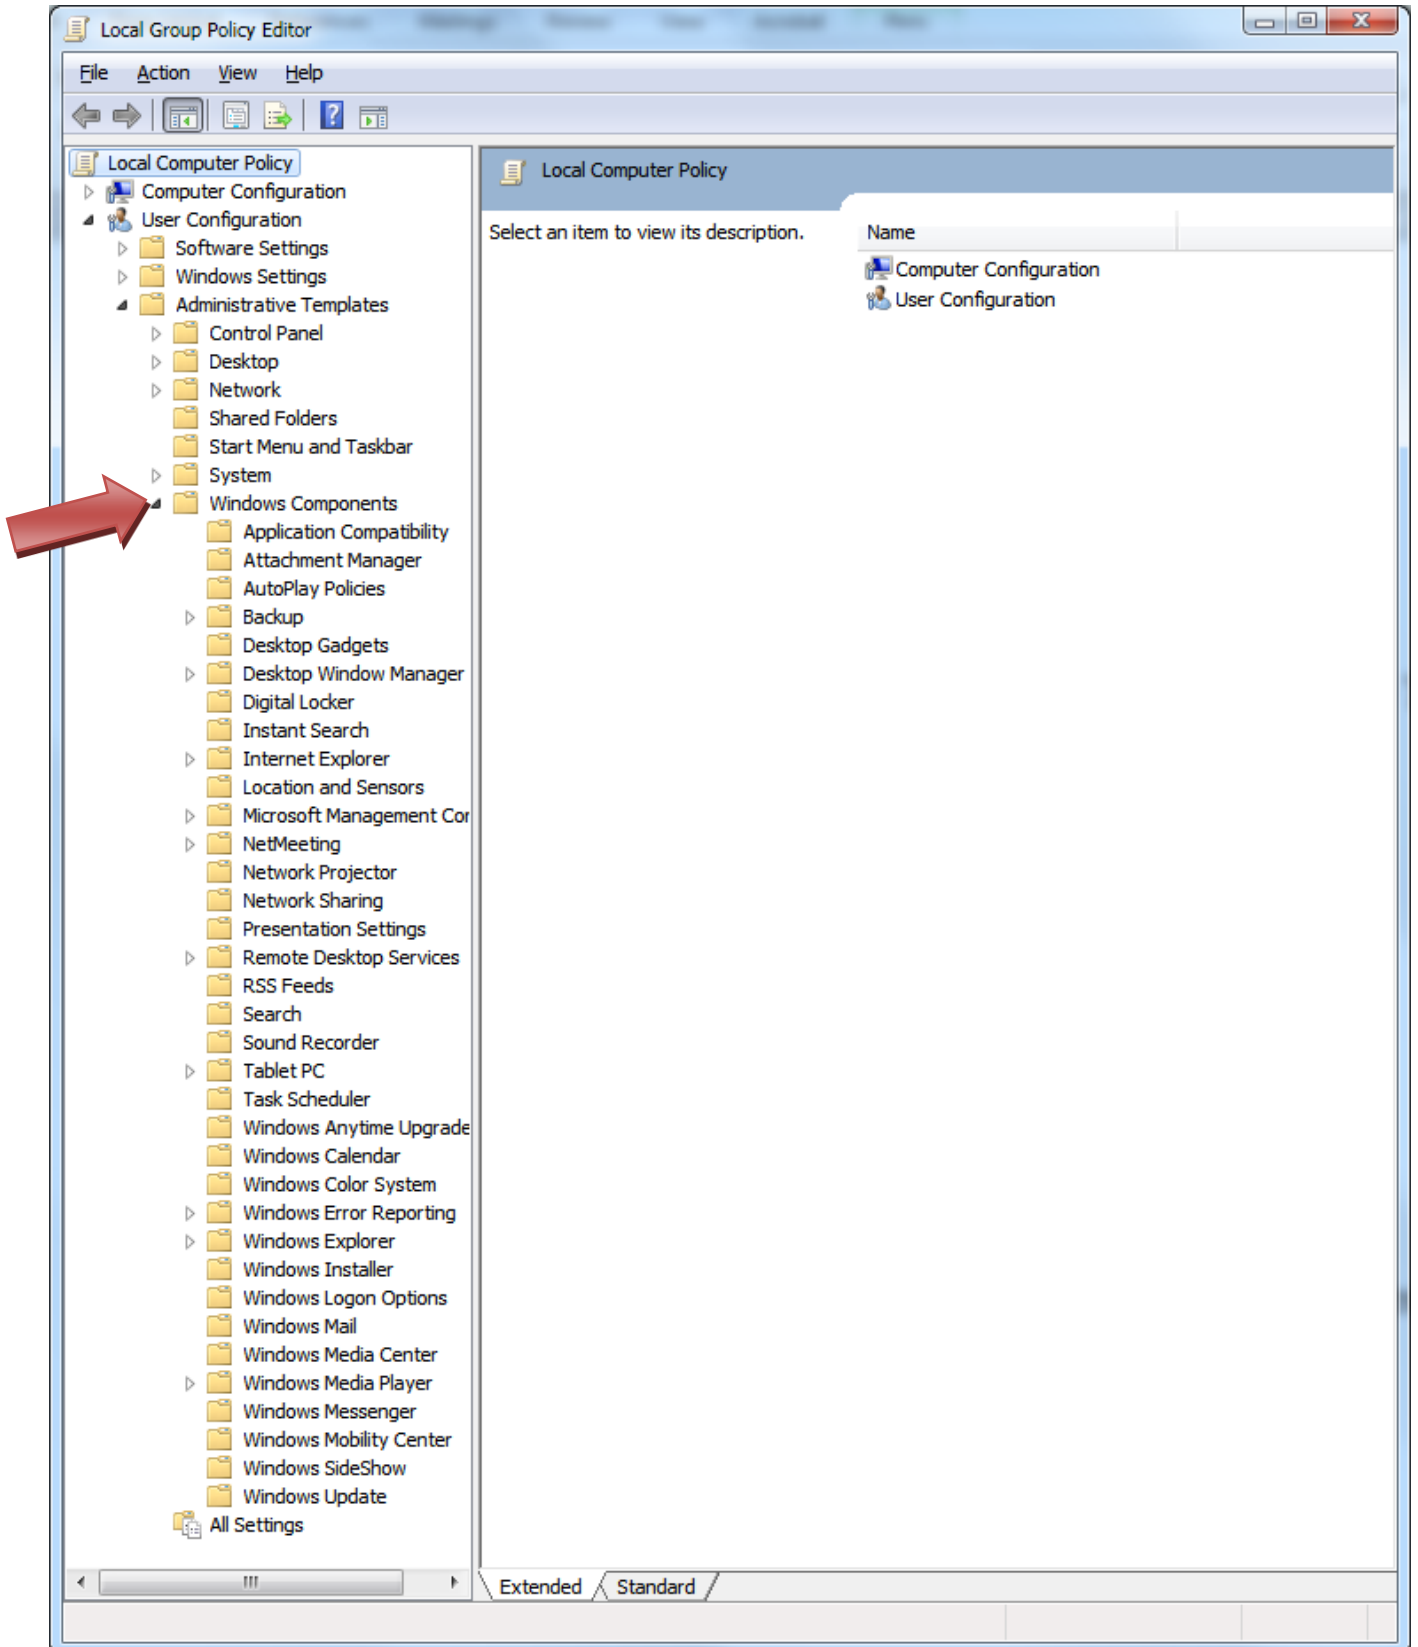 Local Group Policy Editor
File Action View Help
Local Computer Policy
Computer Configuration
User Configuration
Software Settings
Windows Settings
Administrative Templates
Control Panel
Desktop
Network
Shared Folders
Start Menu and Taskbar
System
Windows Components
Application Compatibility
Attachment Manager
AutoPlay Policies
Backup
Desktop Gadgets
Desktop Window Manager
Digital Locker
Instant Search
Internet Explorer
Location and Sensors
Microsoft Management Cor
NetMeeting
Network Projector
Network Sharing
Presentation Settings
Remote Desktop Services
RSS Feeds
Search
Sound Recorder
Tablet PC
Task Scheduler
Windows Anytime Upgrade
Windows Calendar
Windows Color System
Windows Error Reporting
Windows Explorer
Windows Installer
Windows Logon Options
Windows Mail
Windows Media Center
Windows Media Player
Windows Messenger
Windows Mobility Center
Windows SideShow
Windows Update
All Settings
Local Computer Policy
Select an item to view its description.
Name
Computer Configuration
User Configuration
Extended Standard